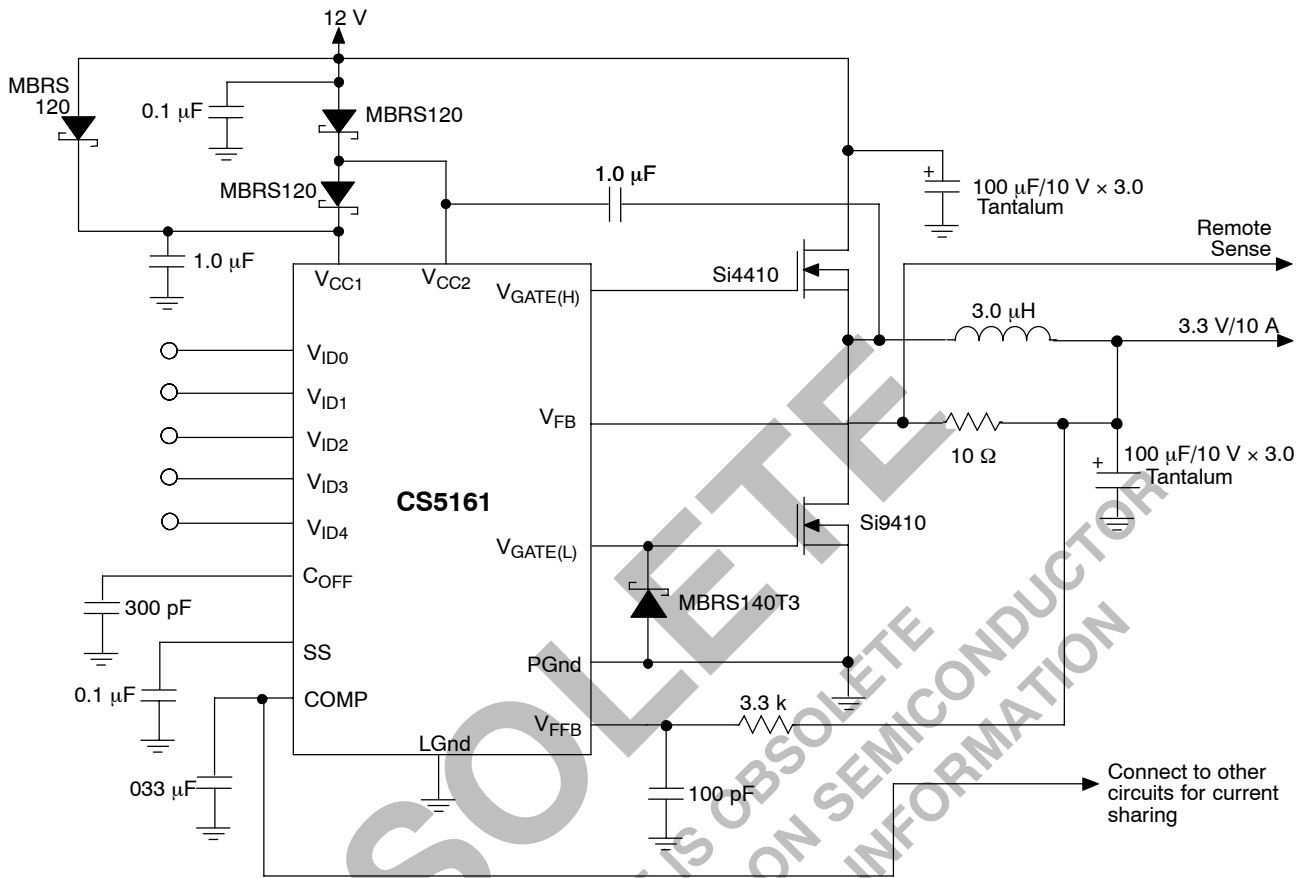 12 V
MBRS
120
0.1 μF
MBRS120
MBRS120
1.0 μF
1.0 μF
100 μF/10 V × 3.0
Tantalum
Remote
Sense
VCC1
VCC2
VGATE(H)
Si4410
3.0 μH
3.3 V/10 A
VID0
VID1
VID2
VID3
VID4
VFB
10 Ω
100 μF/10 V × 3.0
Tantalum
CS5161
Si9410
VGATE(L)
MBRS140T3
COFF
300 pF
SS
0.1 μF
PGnd
COMP
3.3 k
VFFB
LGnd
033 μF
100 pF
Connect to other
circuits for current
sharing
SOLETE
IS OBSOLETE
ON SEMICONDUCTOR
INFORMATION